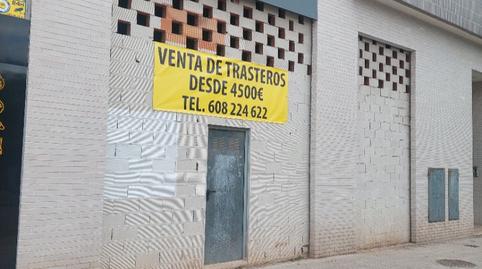 VENTA DE TRASTEROS
DESDE 4500€
TEL. 608 224 622